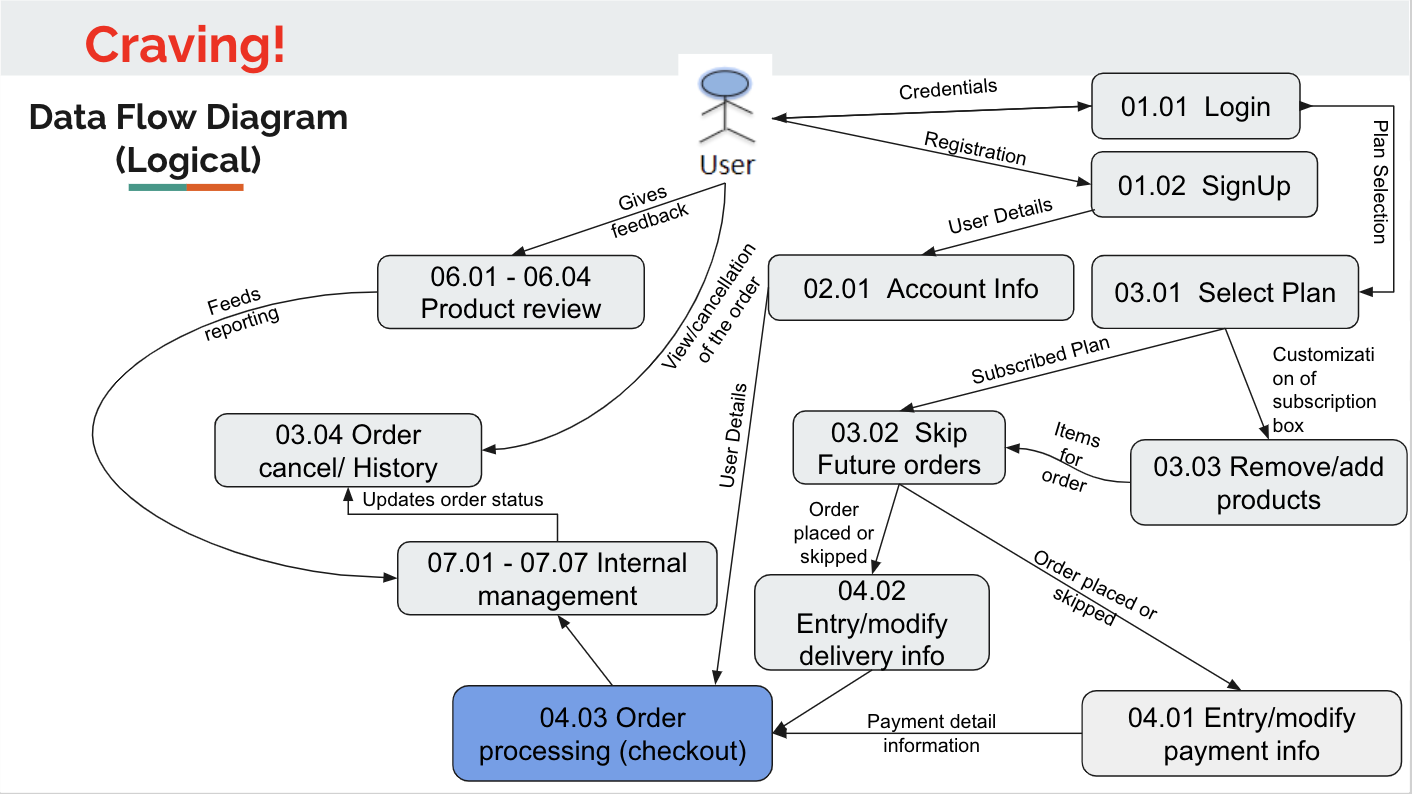 Craving!
Data Flow Diagram
(Logical)
User
Credentials
01.01  Login
Registration
01.02  SignUp
Plan Selection
Gives
feedback
User Details
06.01 - 06.04
Product review
View/cancellation
of the order
02.01  Account Info
03.01  Select Plan
Feeds
reporting
Subscribed Plan
Customizati
on of
subscription
box
User Details
03.04 Order
cancel/ History
03.02  Skip
Future orders
Items
for
order
03.03 Remove/add
products
Updates order status
Order
placed or
skipped
07.01 - 07.07 Internal
management
Order placed or
skipped
04.02
Entry/modify
delivery info
04.03 Order
processing (checkout)
Payment detail
information
04.01 Entry/modify
payment info